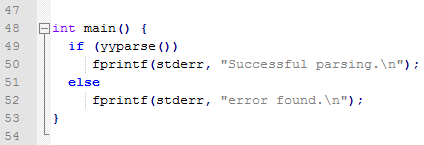 47
48 int main() {
49 if (yyparse())
50 fprintf(stderr, "Successful parsing.\n");
51 else
52 fprintf(stderr, "error found.\n");
53 }
54